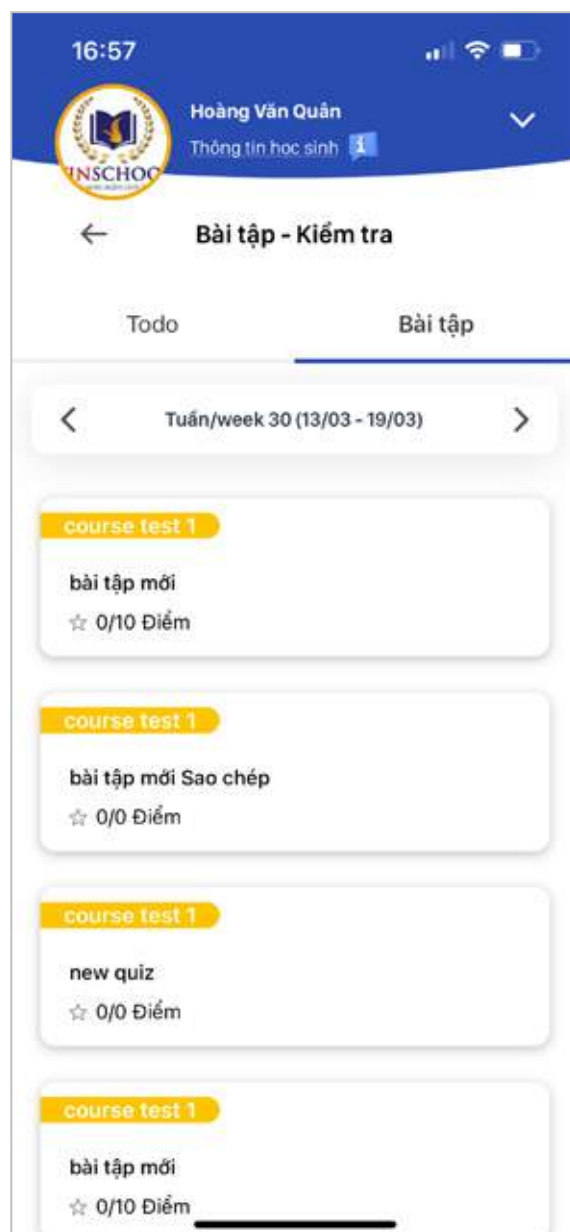 16:57
Hoàng Văn Quân
Thông tin học sinh
Bài tập - Kiểm tra
Todo
Bài tập
Tuần/week 30 (13/03 - 19/03)
course test 1
bài tập mới
0/10 Điểm
course test 1
bài tập mới Sao chép
0/0 Điểm
course test 1
new quiz
0/0 Điểm
course test 1
bài tập mới
0/10 Điểm